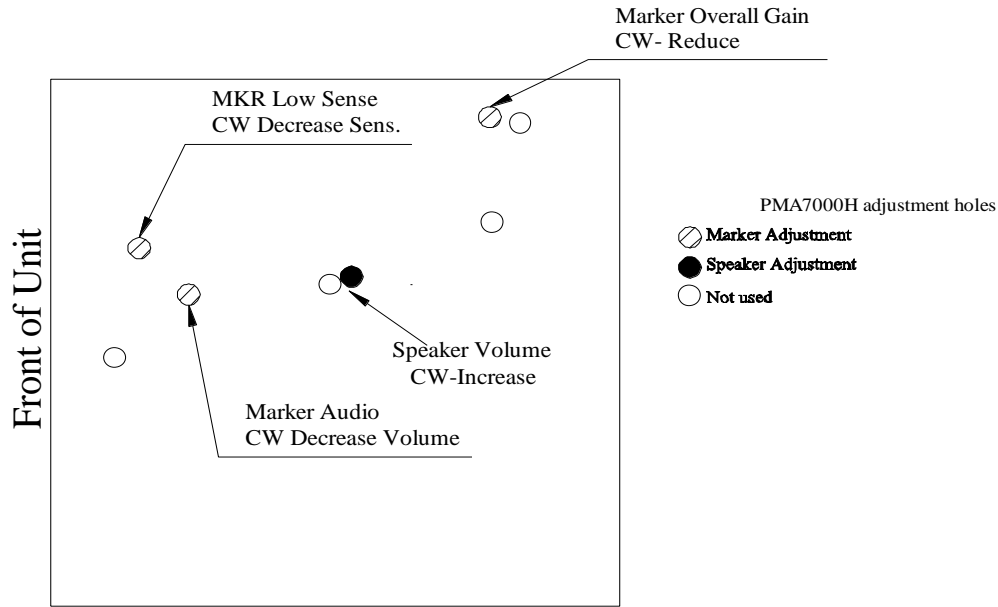 Marker Overall Gain
CW- Reduce
MKR Low Sense
CW Decrease Sens.
PMA7000H adjustment holes
Marker Adjustment
Speaker Adjustment
Not used
Front of Unit
Speaker Volume
CW-Increase
Marker Audio
CW Decrease Volume